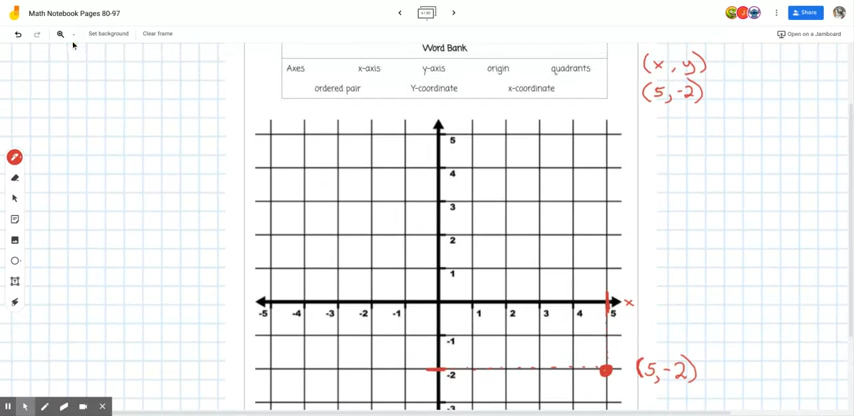 Math Notebook Pages 80-97
Share
Set background
Clear frame
Open on a Jamboard
Word Bank
Axes x-axis y-axis origin quadrants
ordered pair Y-coordinate x-coordinate
(x, y)
(5, -2)
5
4
3
2
1
-5 -4 -3 -2 -1 1 2 3 4 5 x
-1
-2
(5, -2)
-3